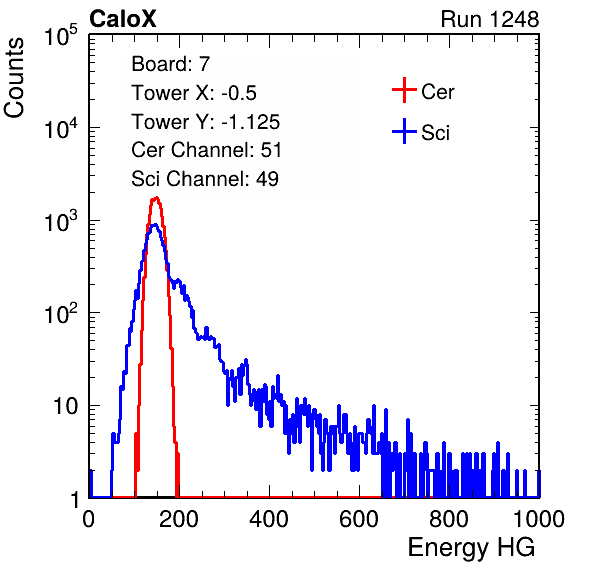 CaloX Run 1248
Counts
10^5
10^4
10^3
10^2
10
1
Board: 7
Tower X: -0.5
Tower Y: -1.125
Cer Channel: 51
Sci Channel: 49
Cer
Sci
0 200 400 600 800 1000
Energy HG